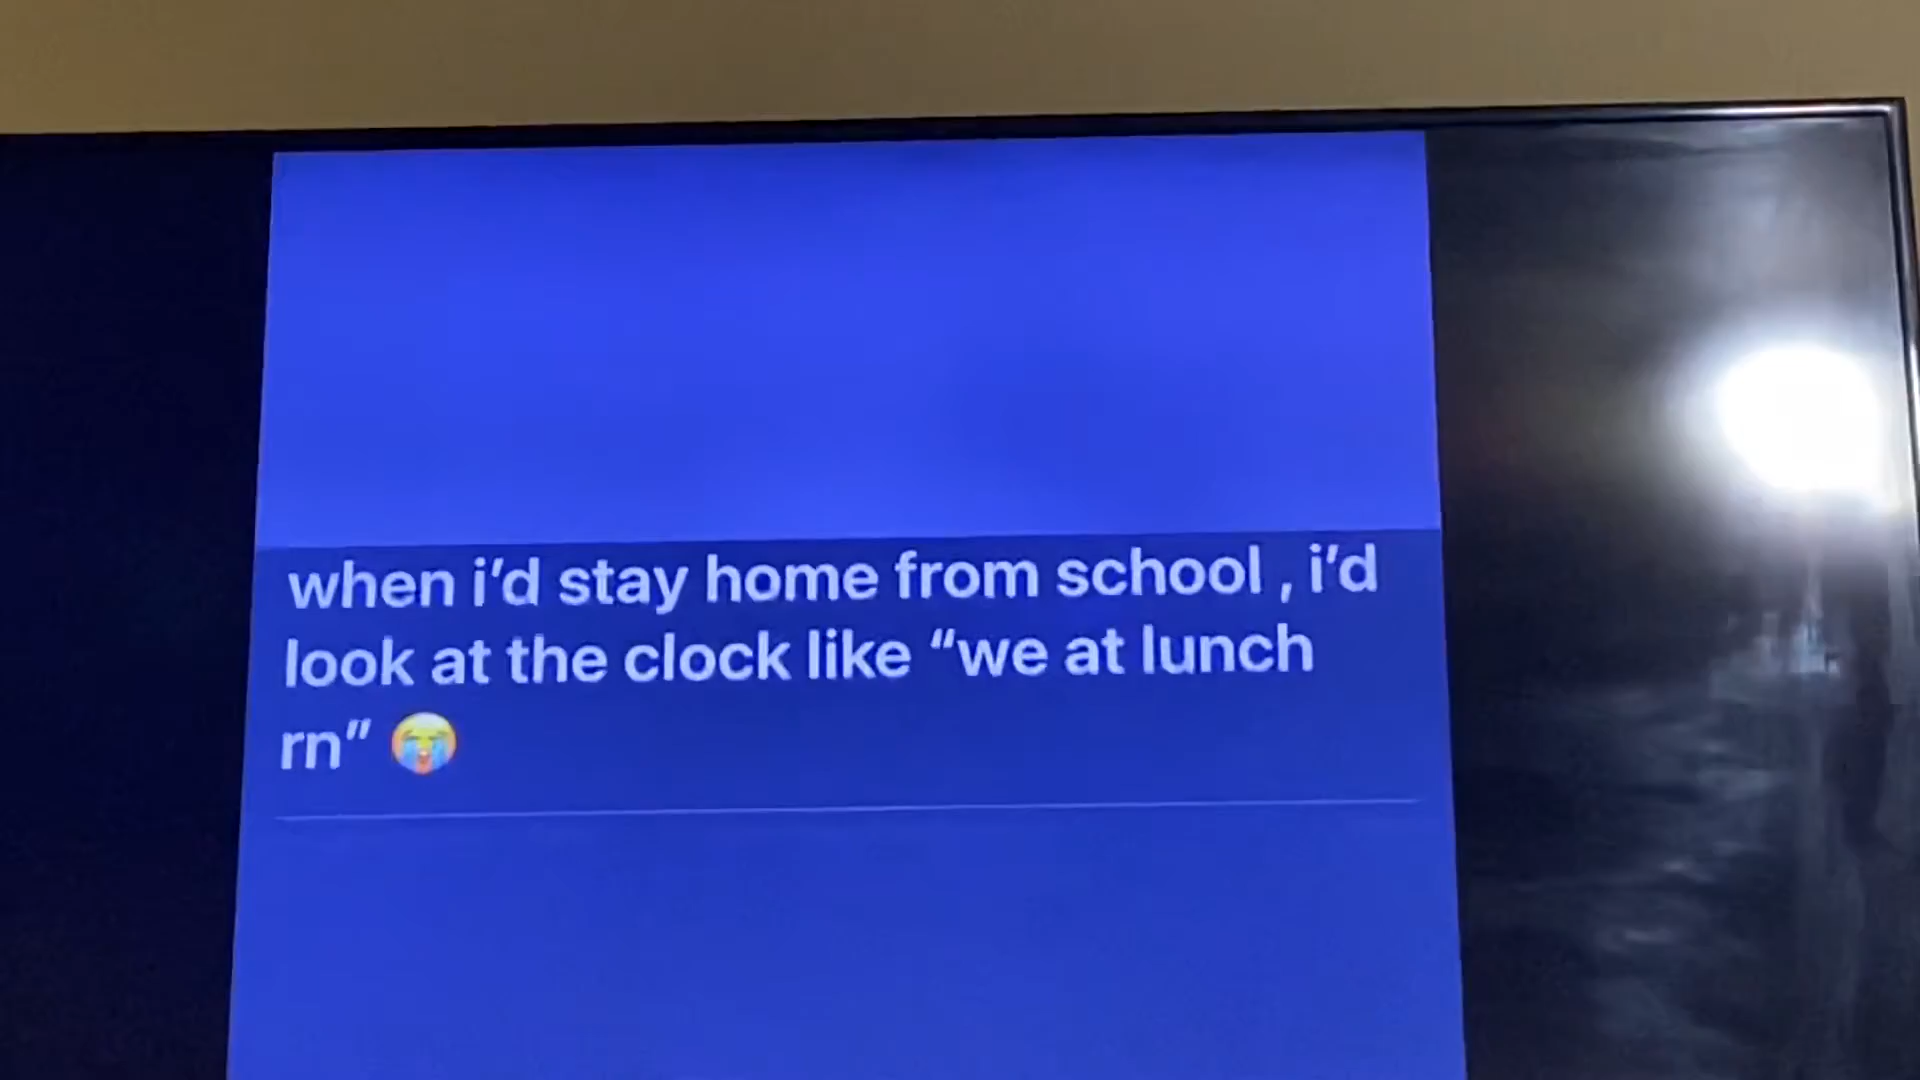 when i’d stay home from school , i’d
look at the clock like “we at lunch
rn” 😭